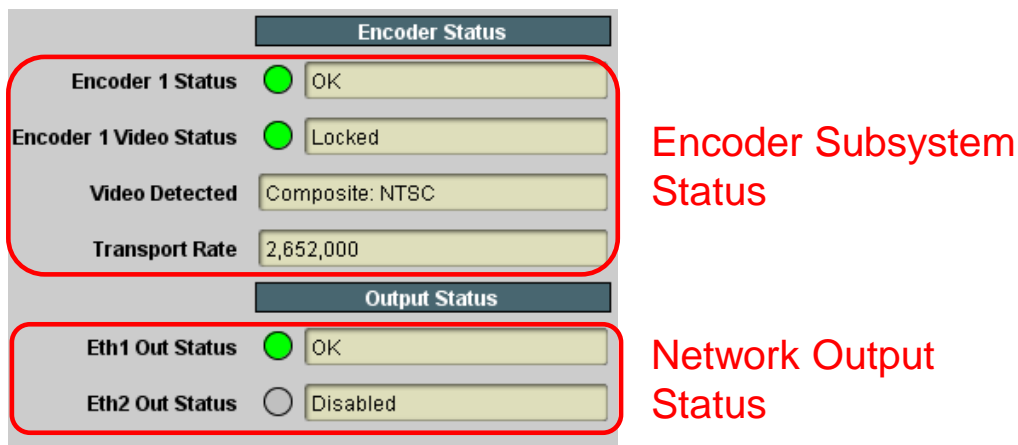 Encoder Status
Encoder 1 Status OK
Encoder 1 Video Status Locked
Video Detected Composite: NTSC
Transport Rate 2,652,000
Encoder Subsystem
Status
Output Status
Eth1 Out Status OK
Eth2 Out Status Disabled
Network Output
Status